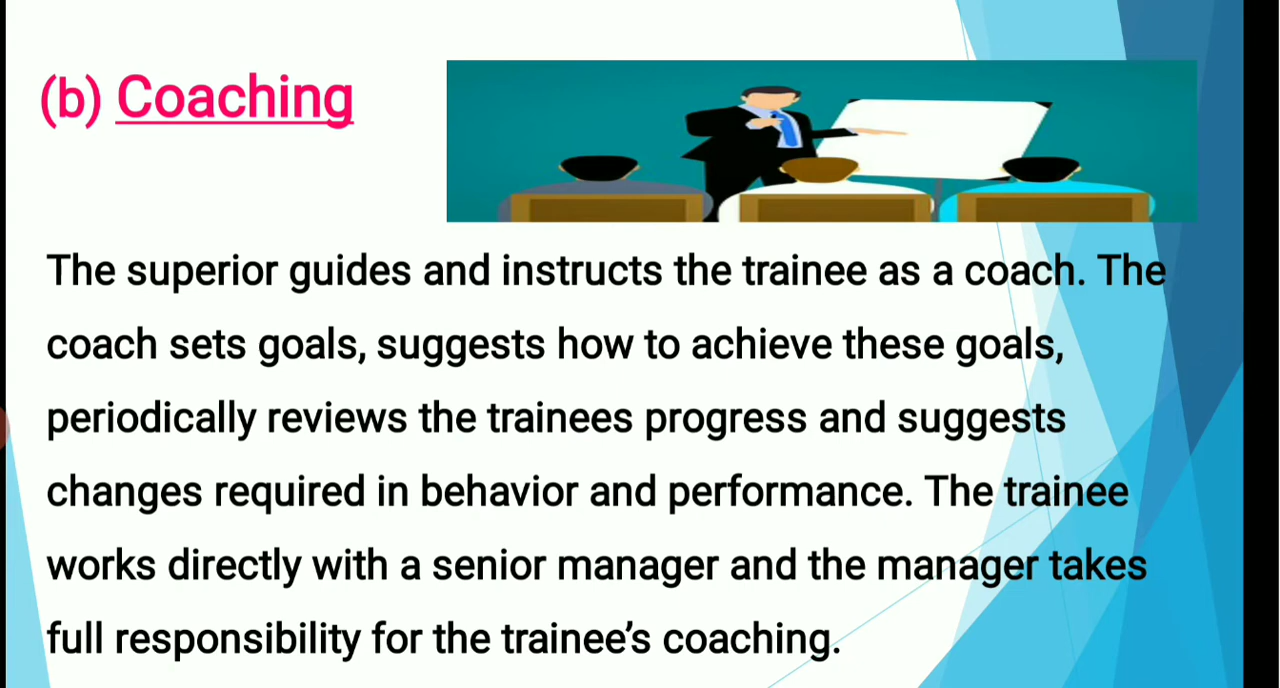 (b) Coaching
The superior guides and instructs the trainee as a coach. The
coach sets goals, suggests how to achieve these goals,
periodically reviews the trainees progress and suggests
changes required in behavior and performance. The trainee
works directly with a senior manager and the manager takes
full responsibility for the trainee’s coaching.